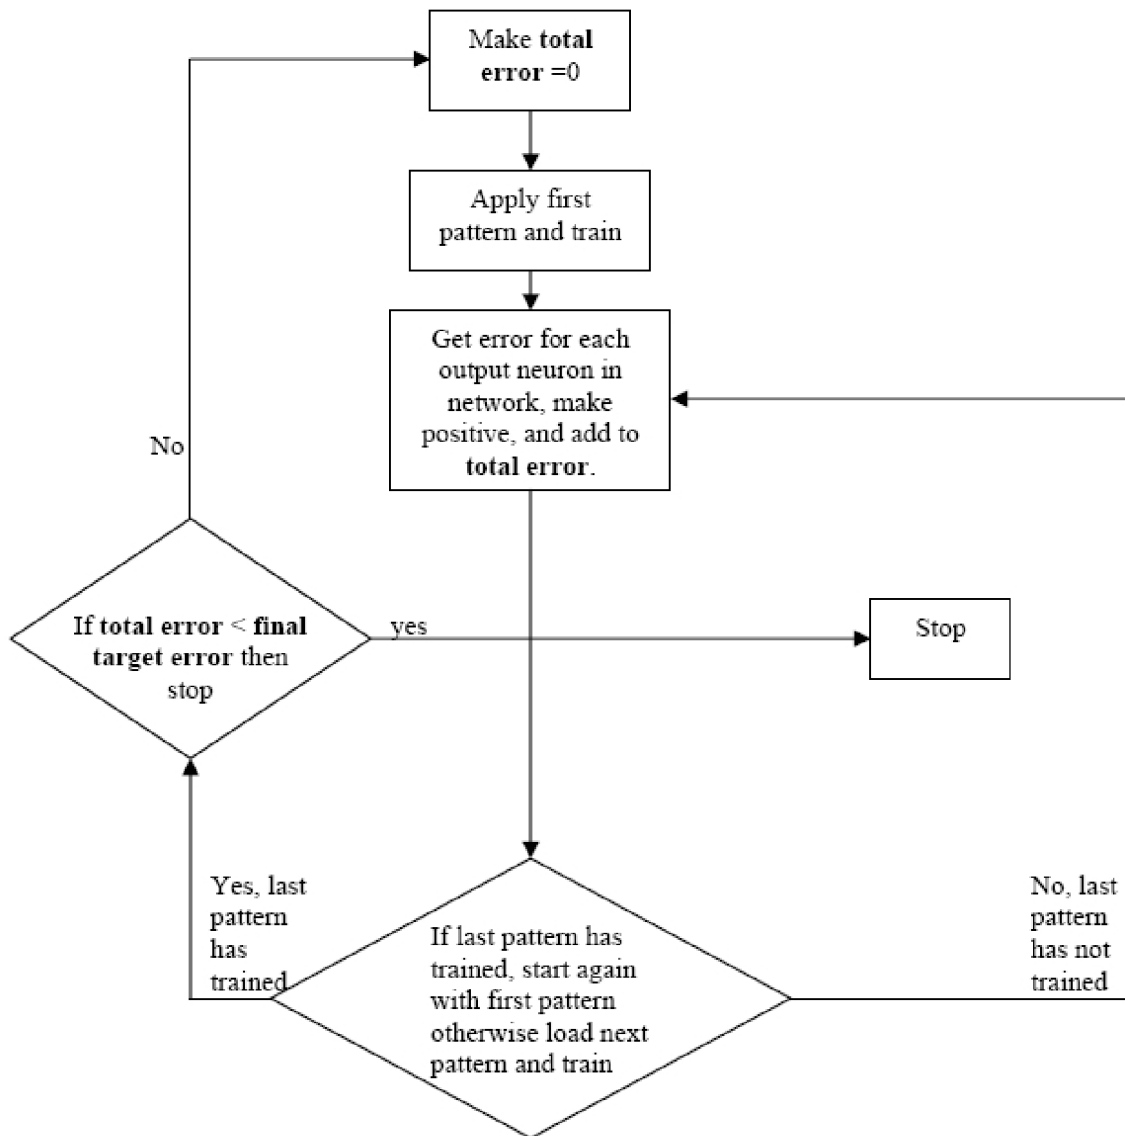 Make total
error =0
Apply first
pattern and train
Get error for each
output neuron in
network, make
positive, and add to
total error.
No
If total error < final
target error then
stop
yes
Stop
Yes, last
pattern
has
trained
If last pattern has
trained, start again
with first pattern
otherwise load next
pattern and train
No, last
pattern
has not
trained